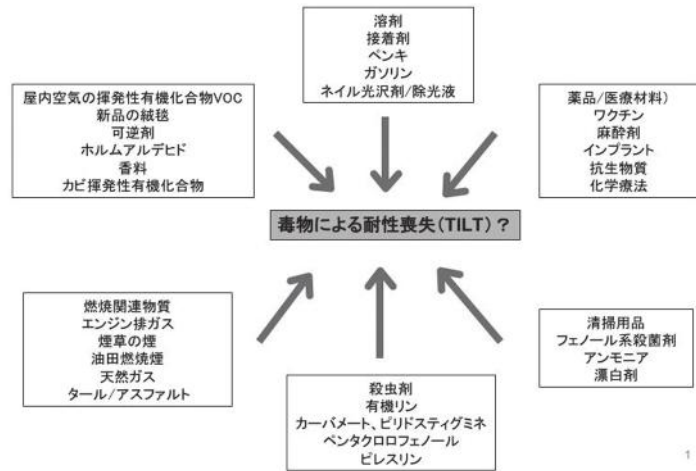 溶剤
接着剤
ペンキ
ガソリン
ネイル光沢剤/除光液
屋内空気の揮発性有機化合物VOC
新品の絨毯
可逆剤
ホルムアルデヒド
香料
カビ揮発性有機化合物
薬品/医療材料)
ワクチン
麻酔剤
インプラント
抗生物質
化学療法
毒物による耐性喪失(TILT)?
燃焼関連物質
エンジン排ガス
煙草の煙
油田燃焼煙
天然ガス
タール/アスファルト
殺虫剤
有機リン
カーバメート、ピリドスティグミネ
ペンタクロロフェノール
ピレスリン
清掃用品
フェノール系殺菌剤
アンモニア
漂白剤
1